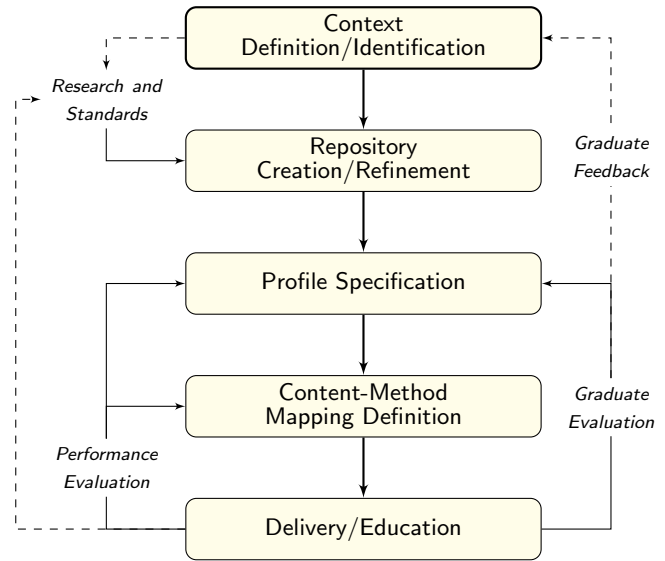 Context
Definition/Identification
Research and
Standards
Repository
Creation/Refinement
Graduate
Feedback
Profile Specification
Content-Method
Mapping Definition
Graduate
Evaluation
Performance
Evaluation
Delivery/Education